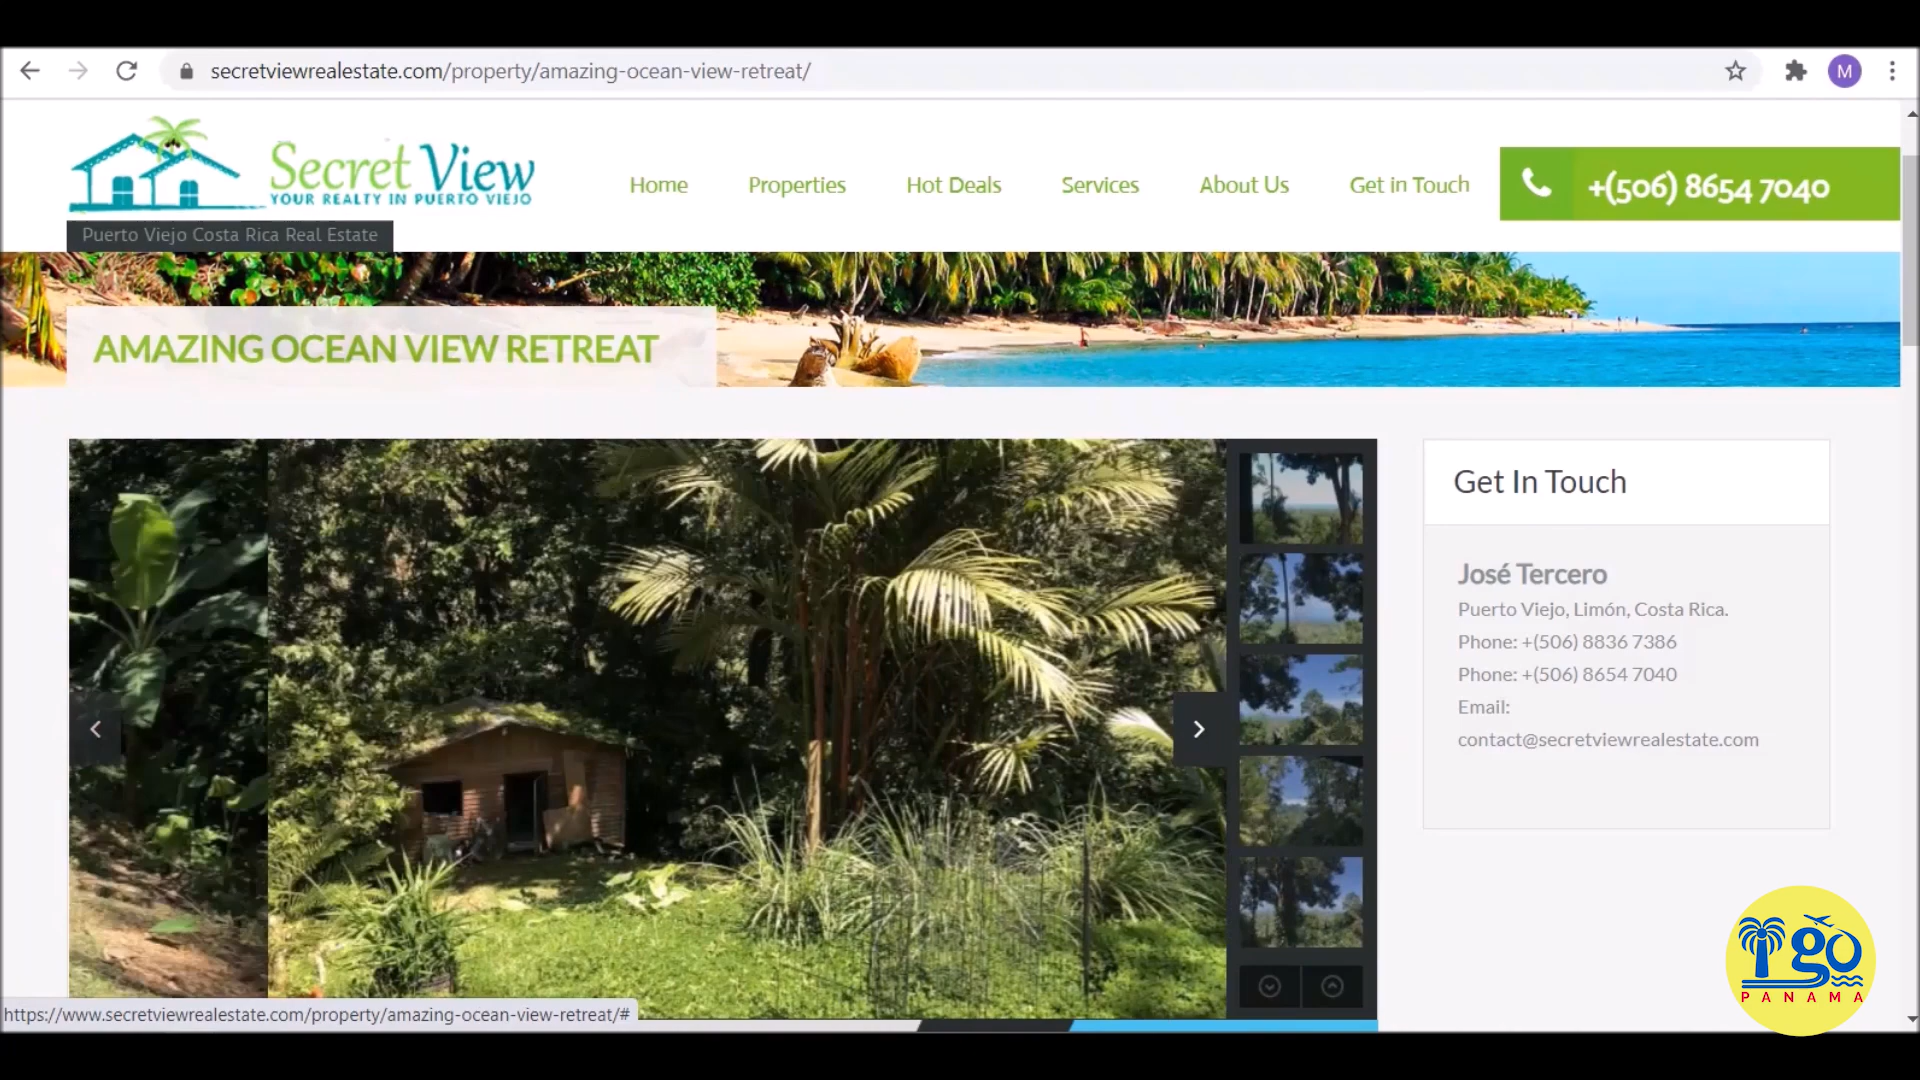 secretviewrealestate.com/property/amazing-ocean-view-retreat/
M
Secret View
YOUR REALTY IN PUERTO VIEJO
Home
Properties
Hot Deals
Services
About Us
Get in Touch
+(506) 8654 7040
Puerto Viejo Costa Rica Real Estate
AMAZING OCEAN VIEW RETREAT
Get In Touch
José Tercero
Puerto Viejo, Limón, Costa Rica.
Phone: +(506) 8836 7386
Phone: +(506) 8654 7040
Email:
contact@secretviewrealestate.com
I go
PANAMA
https://www.secretviewrealestate.com/property/amazing-ocean-view-retreat/#